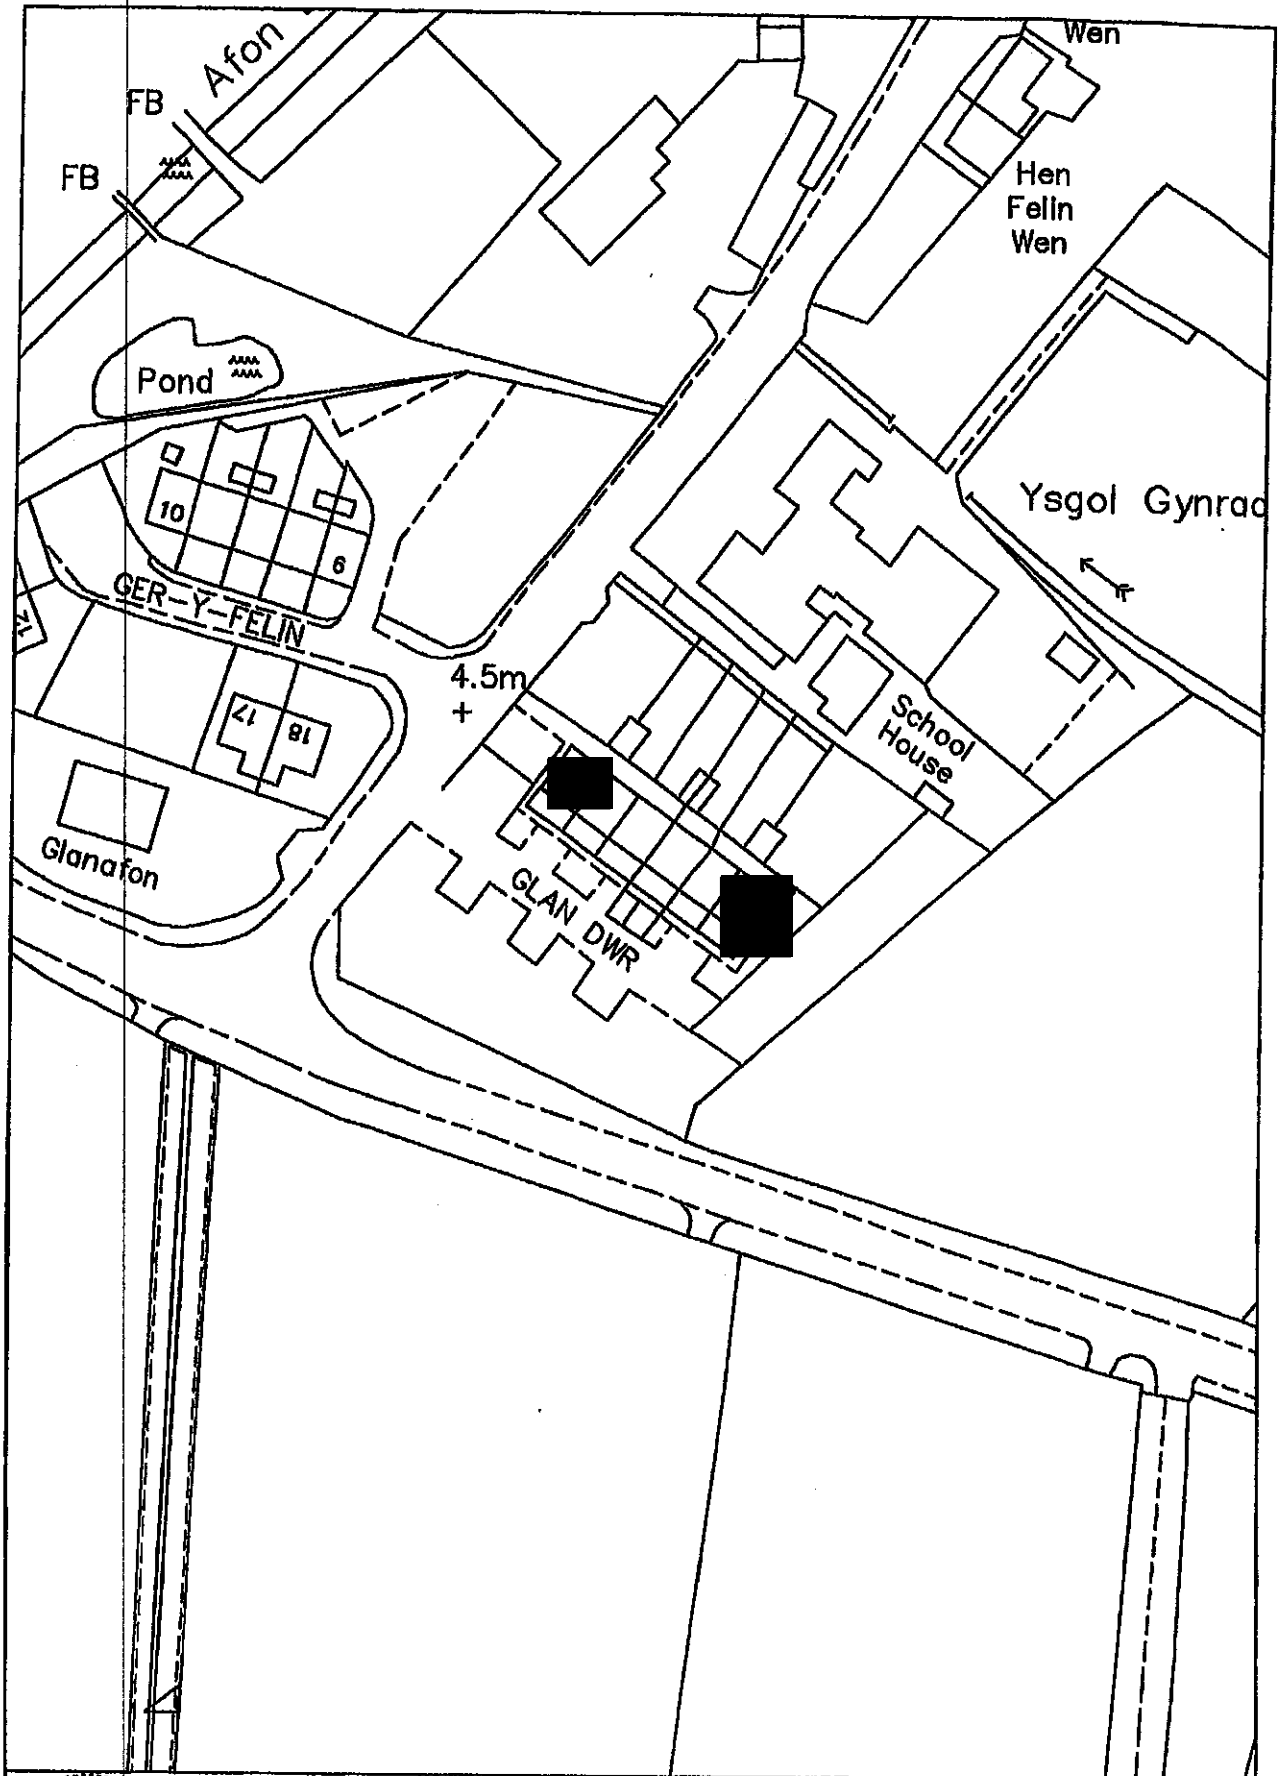 Wen
Afon
FB
FB
Hen
Felin
Wen
Pond
Ysgol Gynrad
10
6
GER-Y-FELIN
12
4.5m
17
18
School
House
Glanafon
GLAN DWR